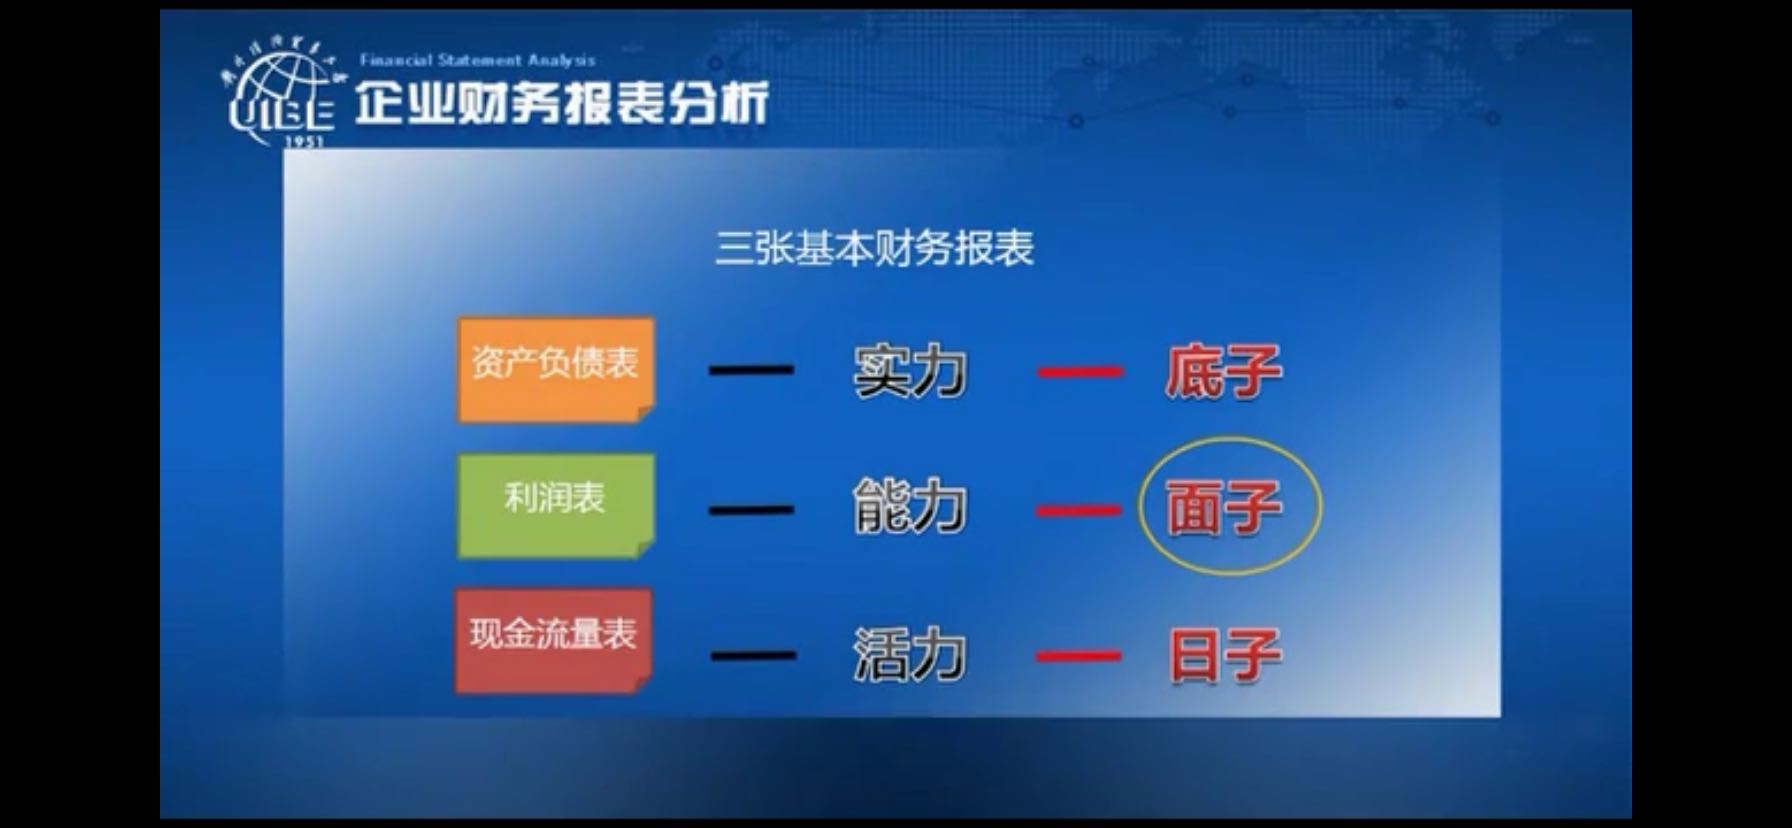 Financial Statement Analysis
企业财务报表分析
UIBE
1951
三张基本财务报表
资产负债表 — 实力 — 底子
利润表 — 能力 — 面子
现金流量表 — 活力 — 日子